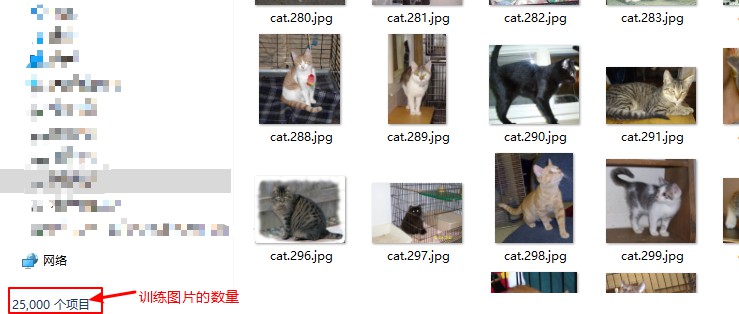 cat.280.jpg
cat.281.jpg
cat.282.jpg
cat.283.jpg
cat.288.jpg
cat.289.jpg
cat.290.jpg
cat.291.jpg
cat.296.jpg
cat.297.jpg
cat.298.jpg
cat.299.jpg
网络
25,000 个项目
训练图片的数量